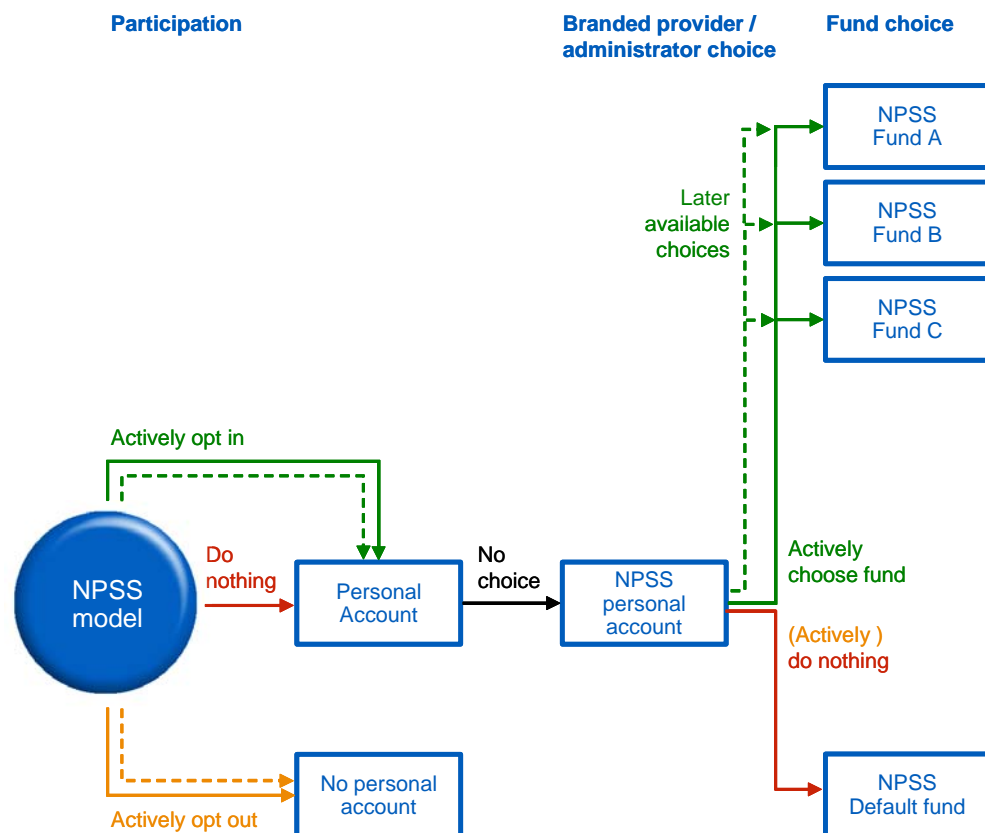 Participation
Branded provider /
administrator choice
Fund choice
NPSS
Fund A
Later
available
choices
NPSS
Fund B
NPSS
Fund C
Actively opt in
NPSS
model
Do
nothing
Personal
Account
No
choice
NPSS
personal
account
Actively
choose fund
(Actively )
do nothing
No personal
account
Actively opt out
NPSS
Default fund